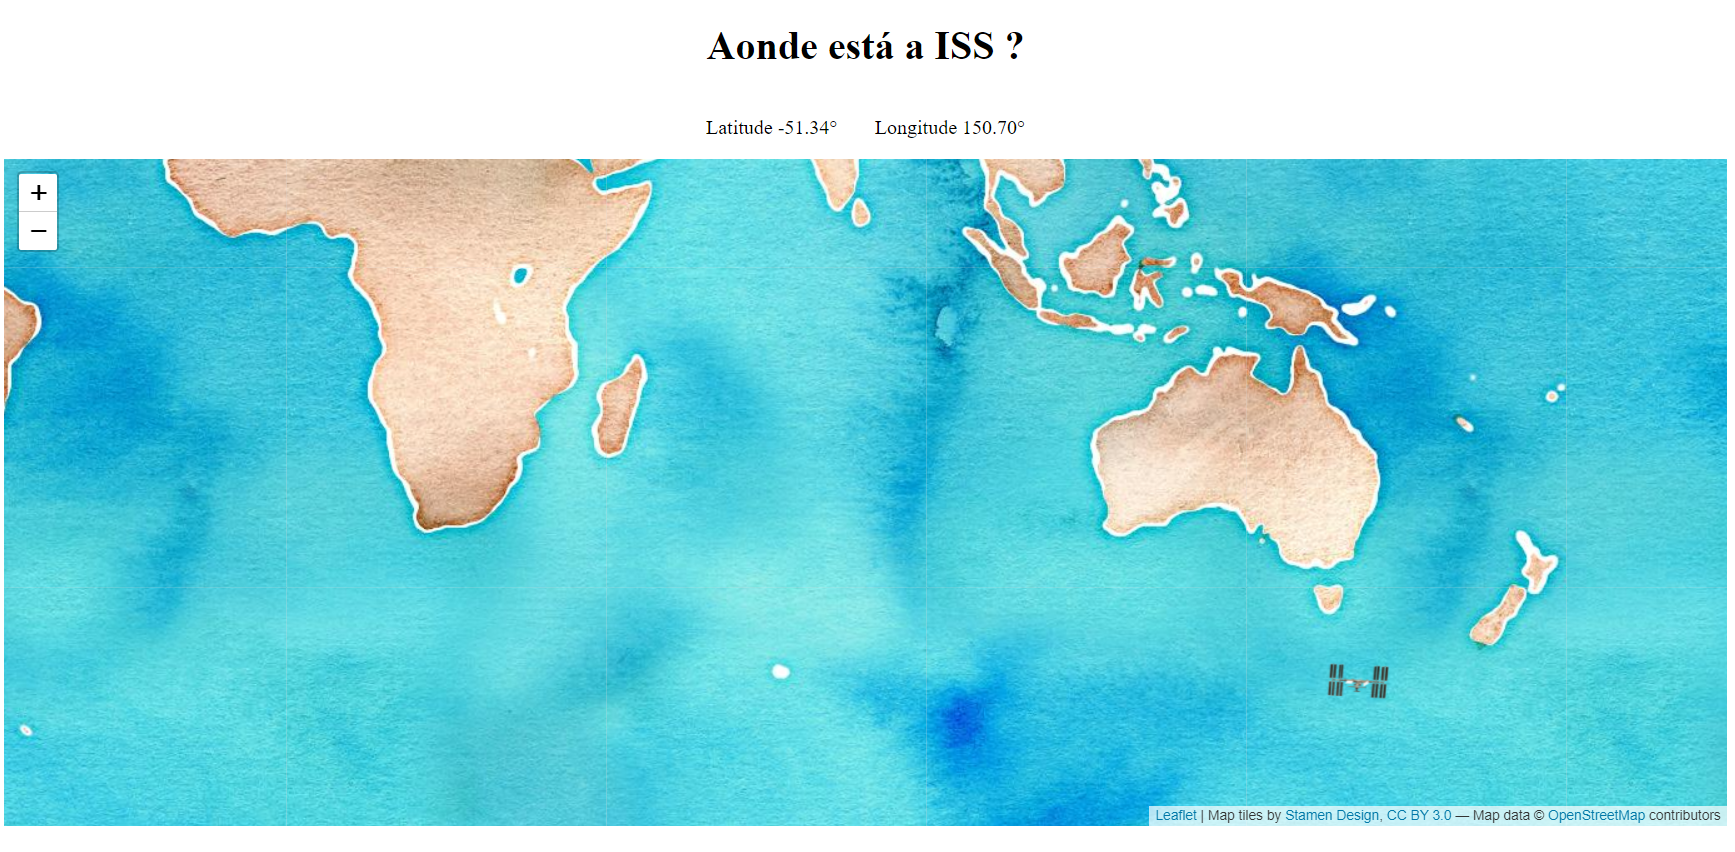 Aonde está a ISS ?
Latitude -51.34° Longitude 150.70°
+
−
Leaflet | Map tiles by Stamen Design, CC BY 3.0 — Map data © OpenStreetMap contributors